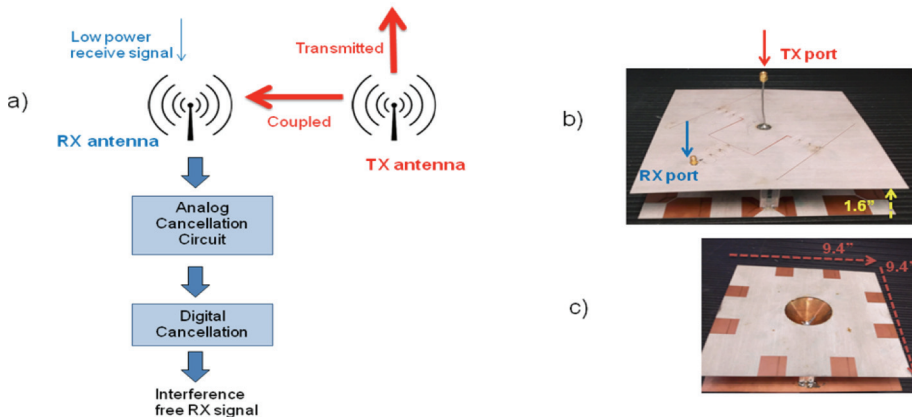 a)
Low power
receive signal
Transmitted
Coupled
RX antenna
TX antenna
Analog
Cancellation
Circuit
Digital
Cancellation
Interference
free RX signal
b)
TX port
RX port
1.6”
c)
9.4”
9.4”